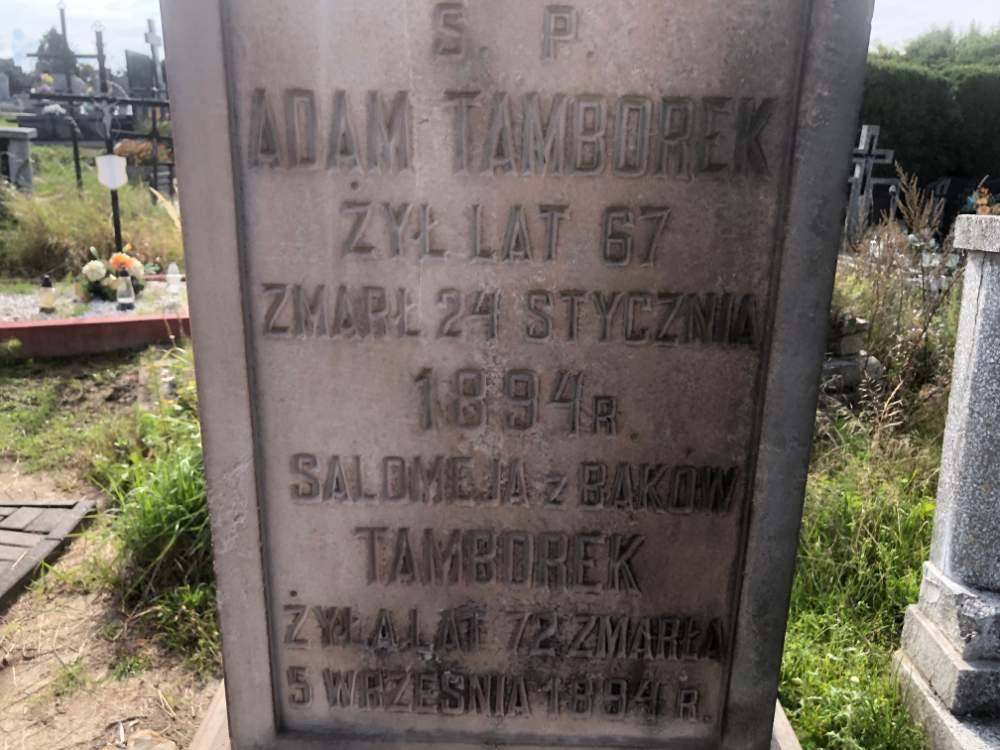 S. P.
ADAM TAMBOREK
ŻYŁ LAT 67
ZMARŁ 24 STYCZNIA
1894 R
SALOMEJA z BĄKÓW
TAMBOREK
ŻYŁA LAT 72 ZMARŁA
5 WRZEŚNIA 1894 R.